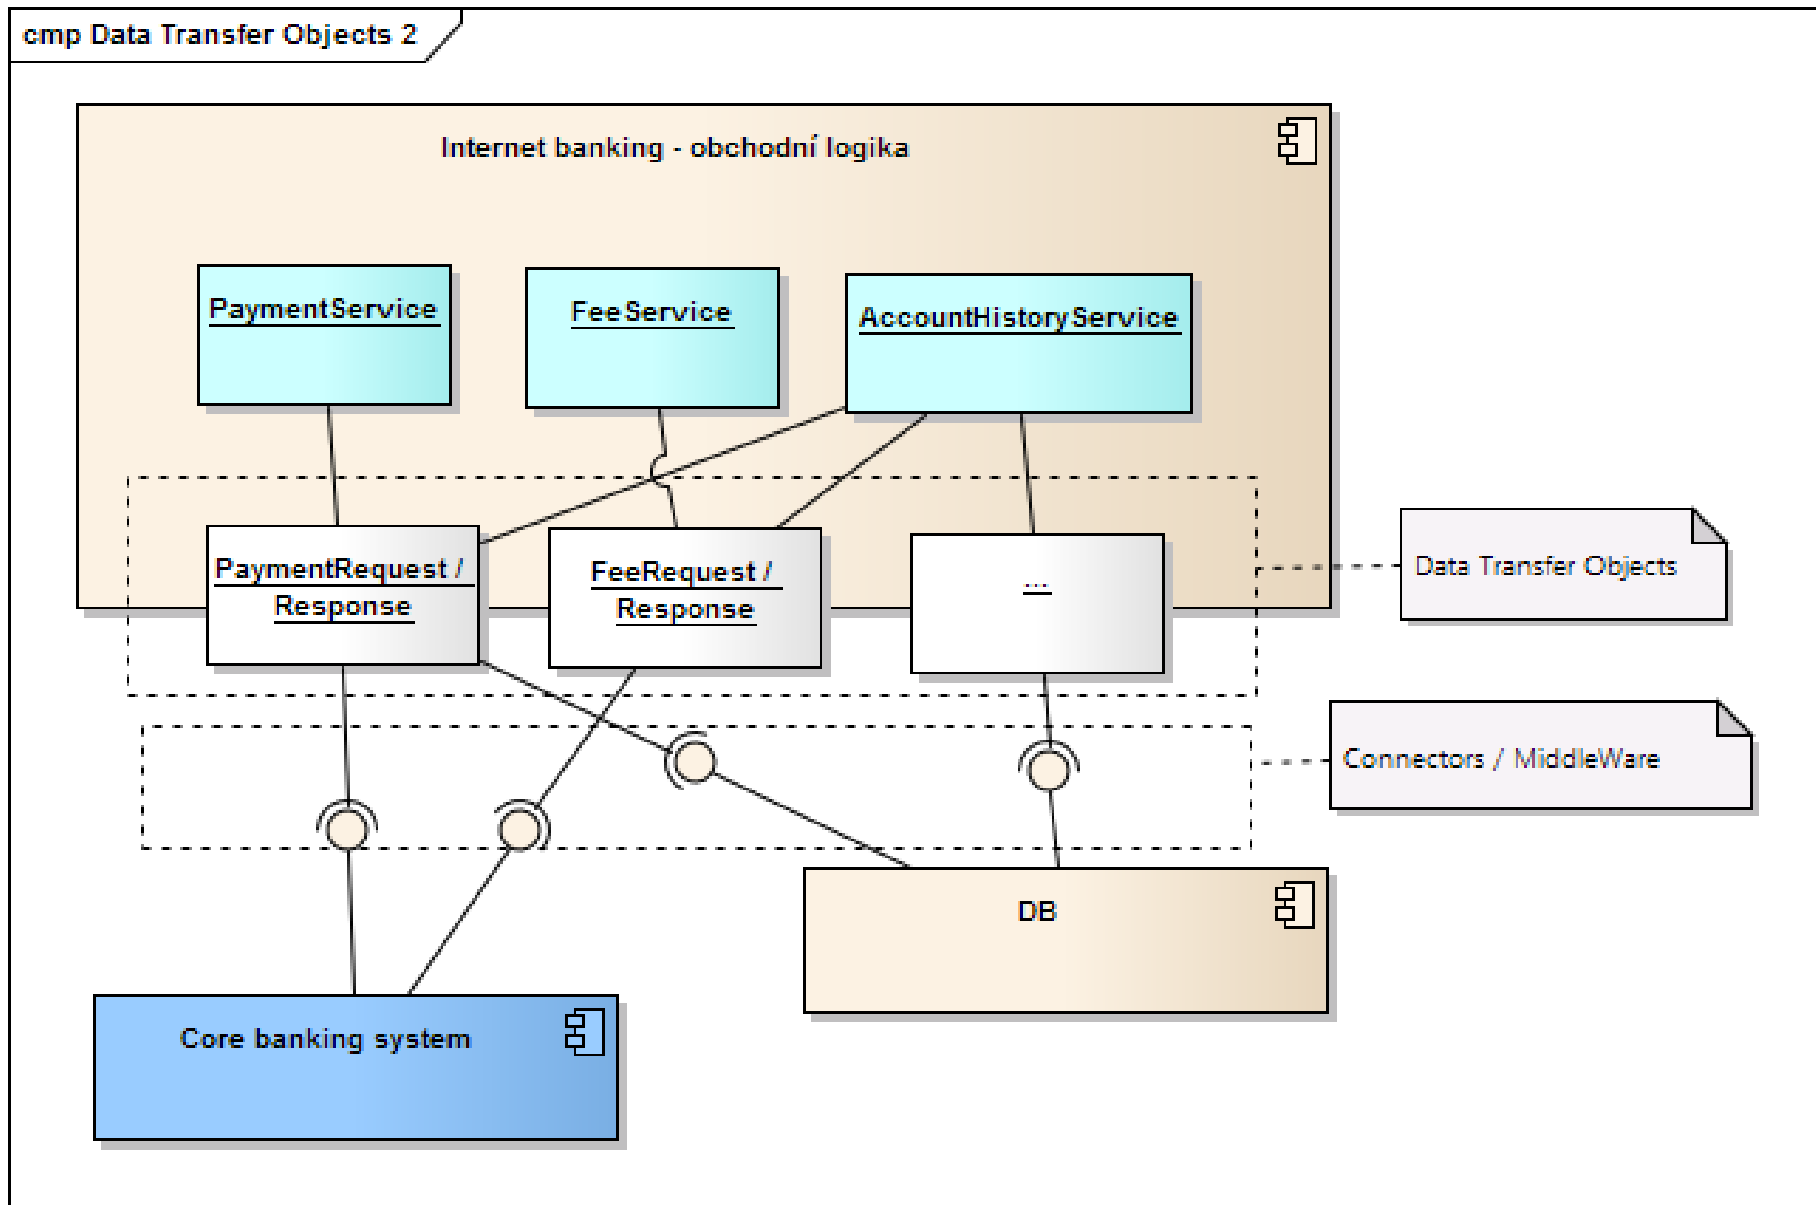 cmp Data Transfer Objects 2
Internet banking - obchodní logika
PaymentService
FeeService
AccountHistoryService
PaymentRequest /
Response
FeeRequest /
Response
...
Data Transfer Objects
Connectors / MiddleWare
DB
Core banking system